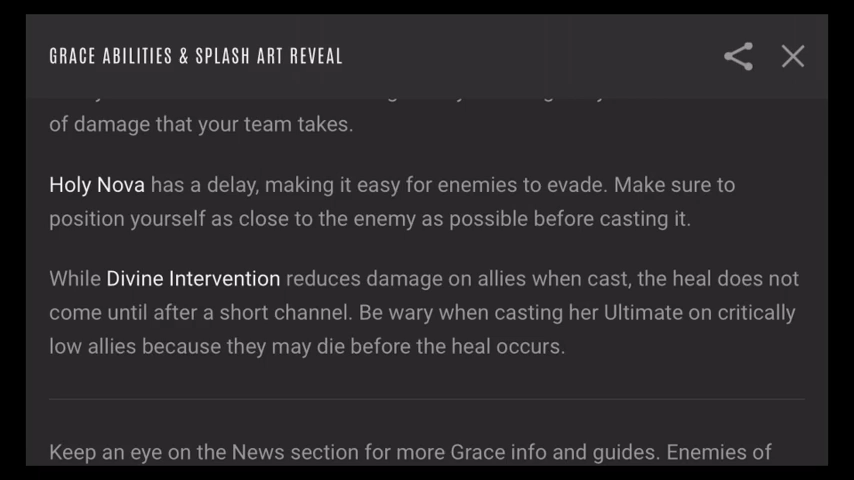 GRACE ABILITIES & SPLASH ART REVEAL
of damage that your team takes.
Holy Nova has a delay, making it easy for enemies to evade. Make sure to
position yourself as close to the enemy as possible before casting it.
While Divine Intervention reduces damage on allies when cast, the heal does not
come until after a short channel. Be wary when casting her Ultimate on critically
low allies because they may die before the heal occurs.
Keep an eye on the News section for more Grace info and guides. Enemies of